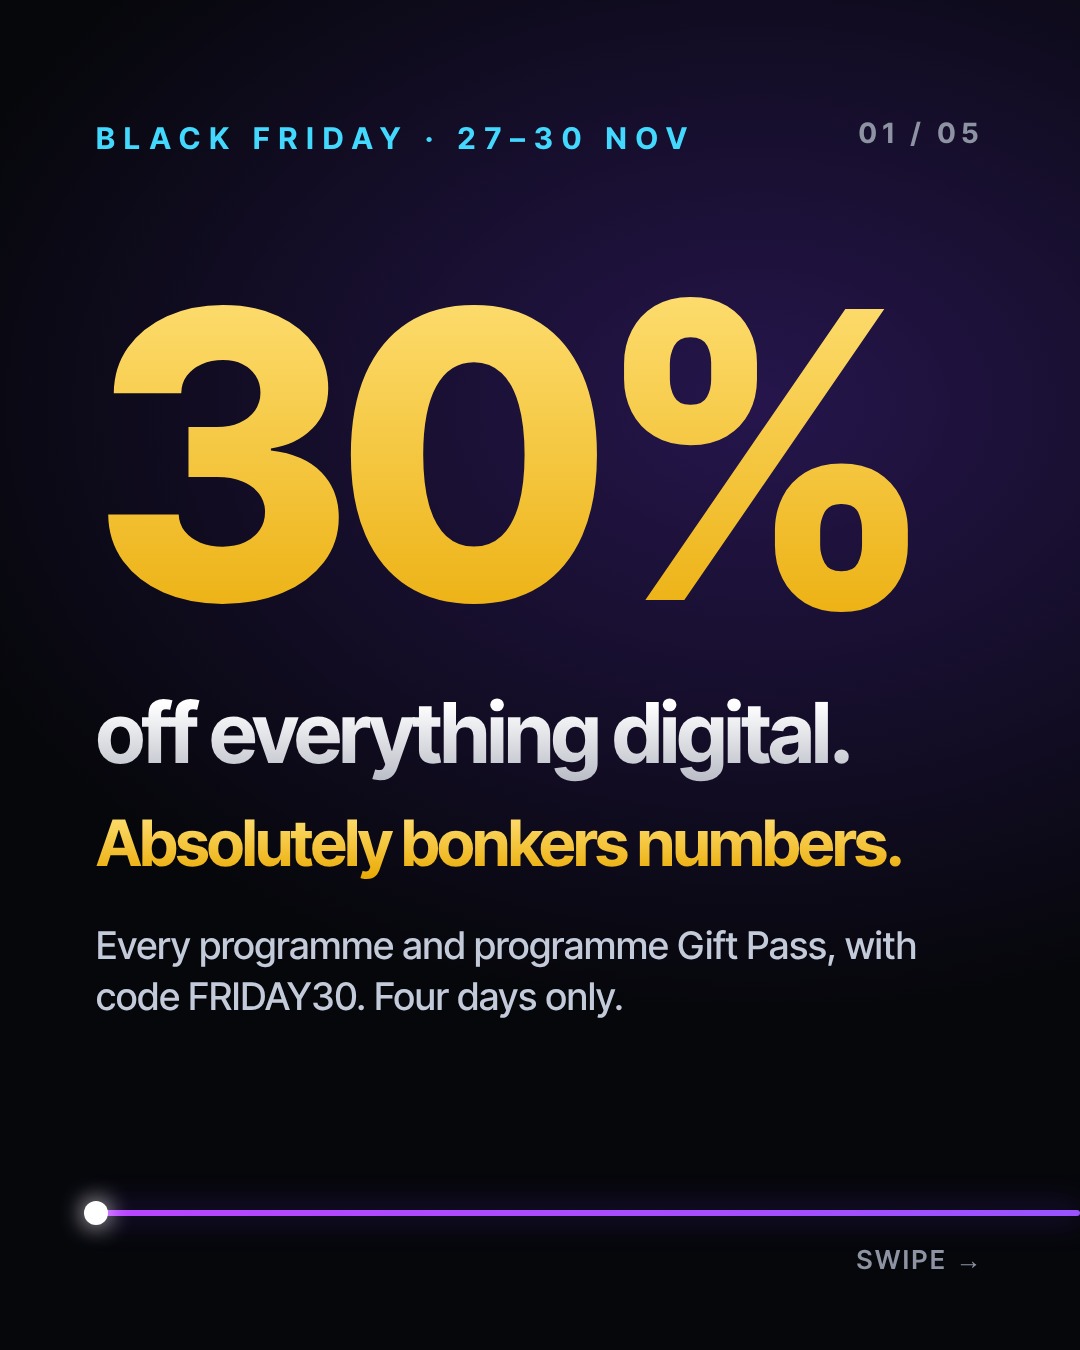 BLACK FRIDAY · 27–30 NOV
01 / 05
30%
off everything digital.
Absolutely bonkers numbers.
Every programme and programme Gift Pass, with
code FRIDAY30. Four days only.
SWIPE →